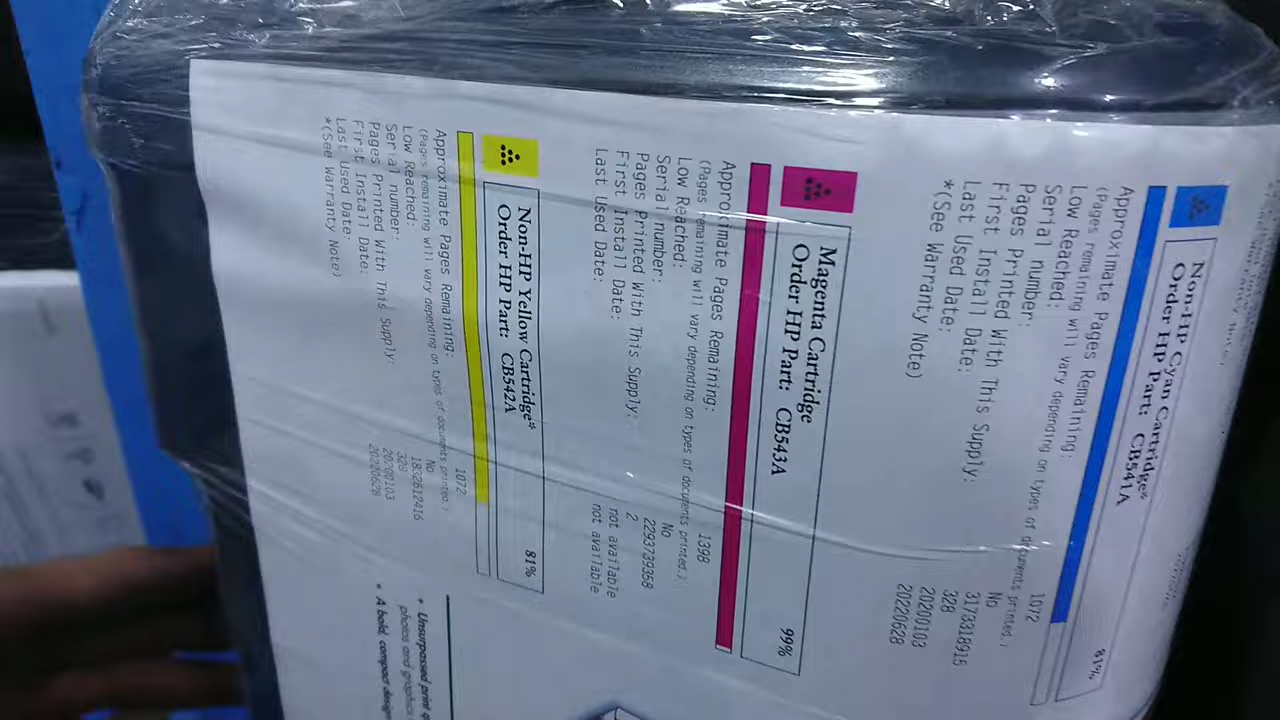 Non-HP Cyan Cartridge*
Order HP Part: CB541A
81%
Approximate Pages Remaining: 1072
(Pages remaining will vary depending on types of documents printed.)
Low Reached: No
Serial number: 3173318915
Pages Printed With This Supply: 328
First Install Date: 20200103
Last Used Date: 20220628
*(See Warranty Note)
Magenta Cartridge
Order HP Part: CB543A
99%
Approximate Pages Remaining: 1398
(Pages remaining will vary depending on types of documents printed.)
Low Reached: No
Serial number: 2293739368
Pages Printed With This Supply: 2
First Install Date: not available
Last Used Date: not available
Non-HP Yellow Cartridge*
Order HP Part: CB542A
81%
Approximate Pages Remaining: 1072
(Pages remaining will vary depending on types of documents printed.)
Low Reached: No
Serial number: 1832612416
Pages Printed With This Supply: 328
First Install Date: 20200103
Last Used Date: 20220628
*(See Warranty Note)
• Unsurpassed print
photos and graphics
• A bold, compact design